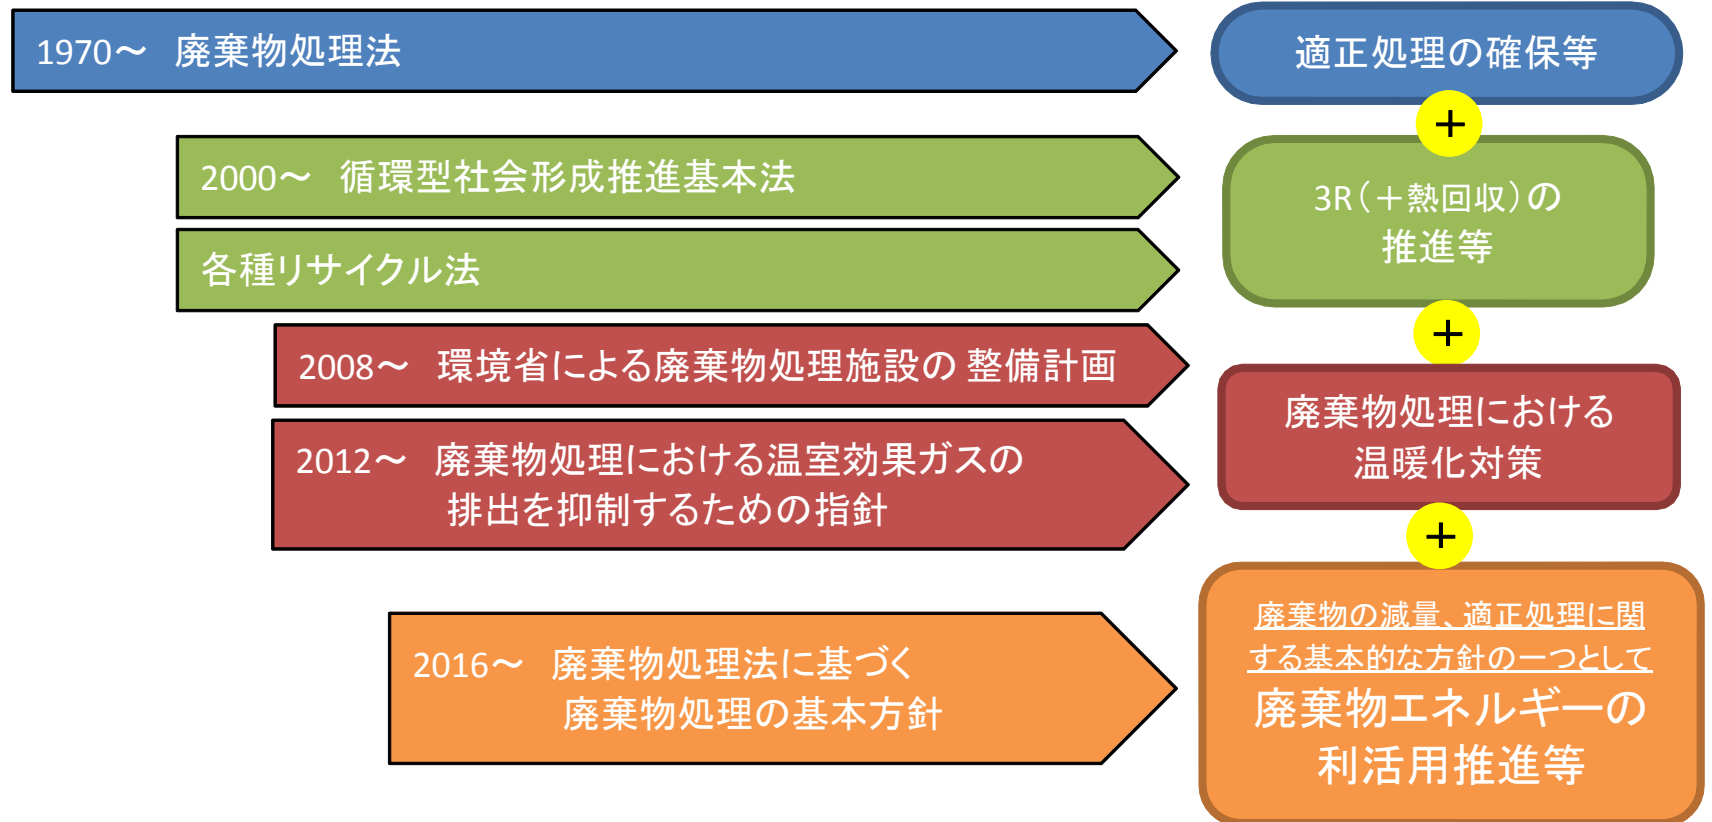 1970～　廃棄物処理法
適正処理の確保等
＋
2000～　循環型社会形成推進基本法
各種リサイクル法
3R（＋熱回収）の
推進等
＋
2008～　環境省による廃棄物処理施設の 整備計画
2012～　廃棄物処理における温室効果ガスの
排出を抑制するための指針
廃棄物処理における
温暖化対策
＋
2016～　廃棄物処理法に基づく
廃棄物処理の基本方針
廃棄物の減量、適正処理に関
する基本的な方針の一つとして
廃棄物エネルギーの
利活用推進等